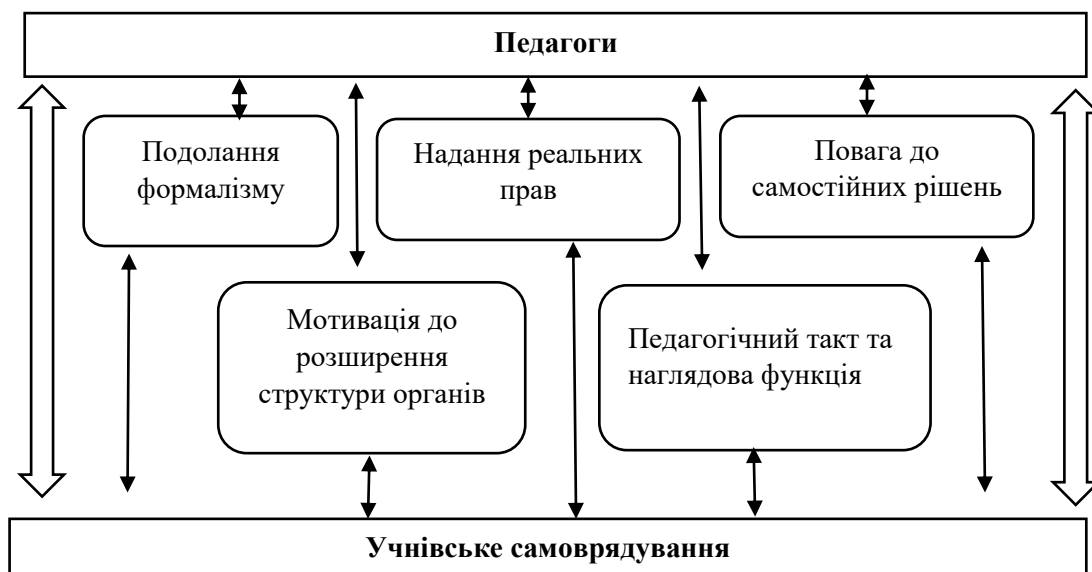 Педагоги
Подолання
формалізму
Надання реальних
прав
Повага до
самостійних рішень
Мотивація до
розширення
структури органів
Педагогічний такт та
наглядова функція
Учнівське самоврядування